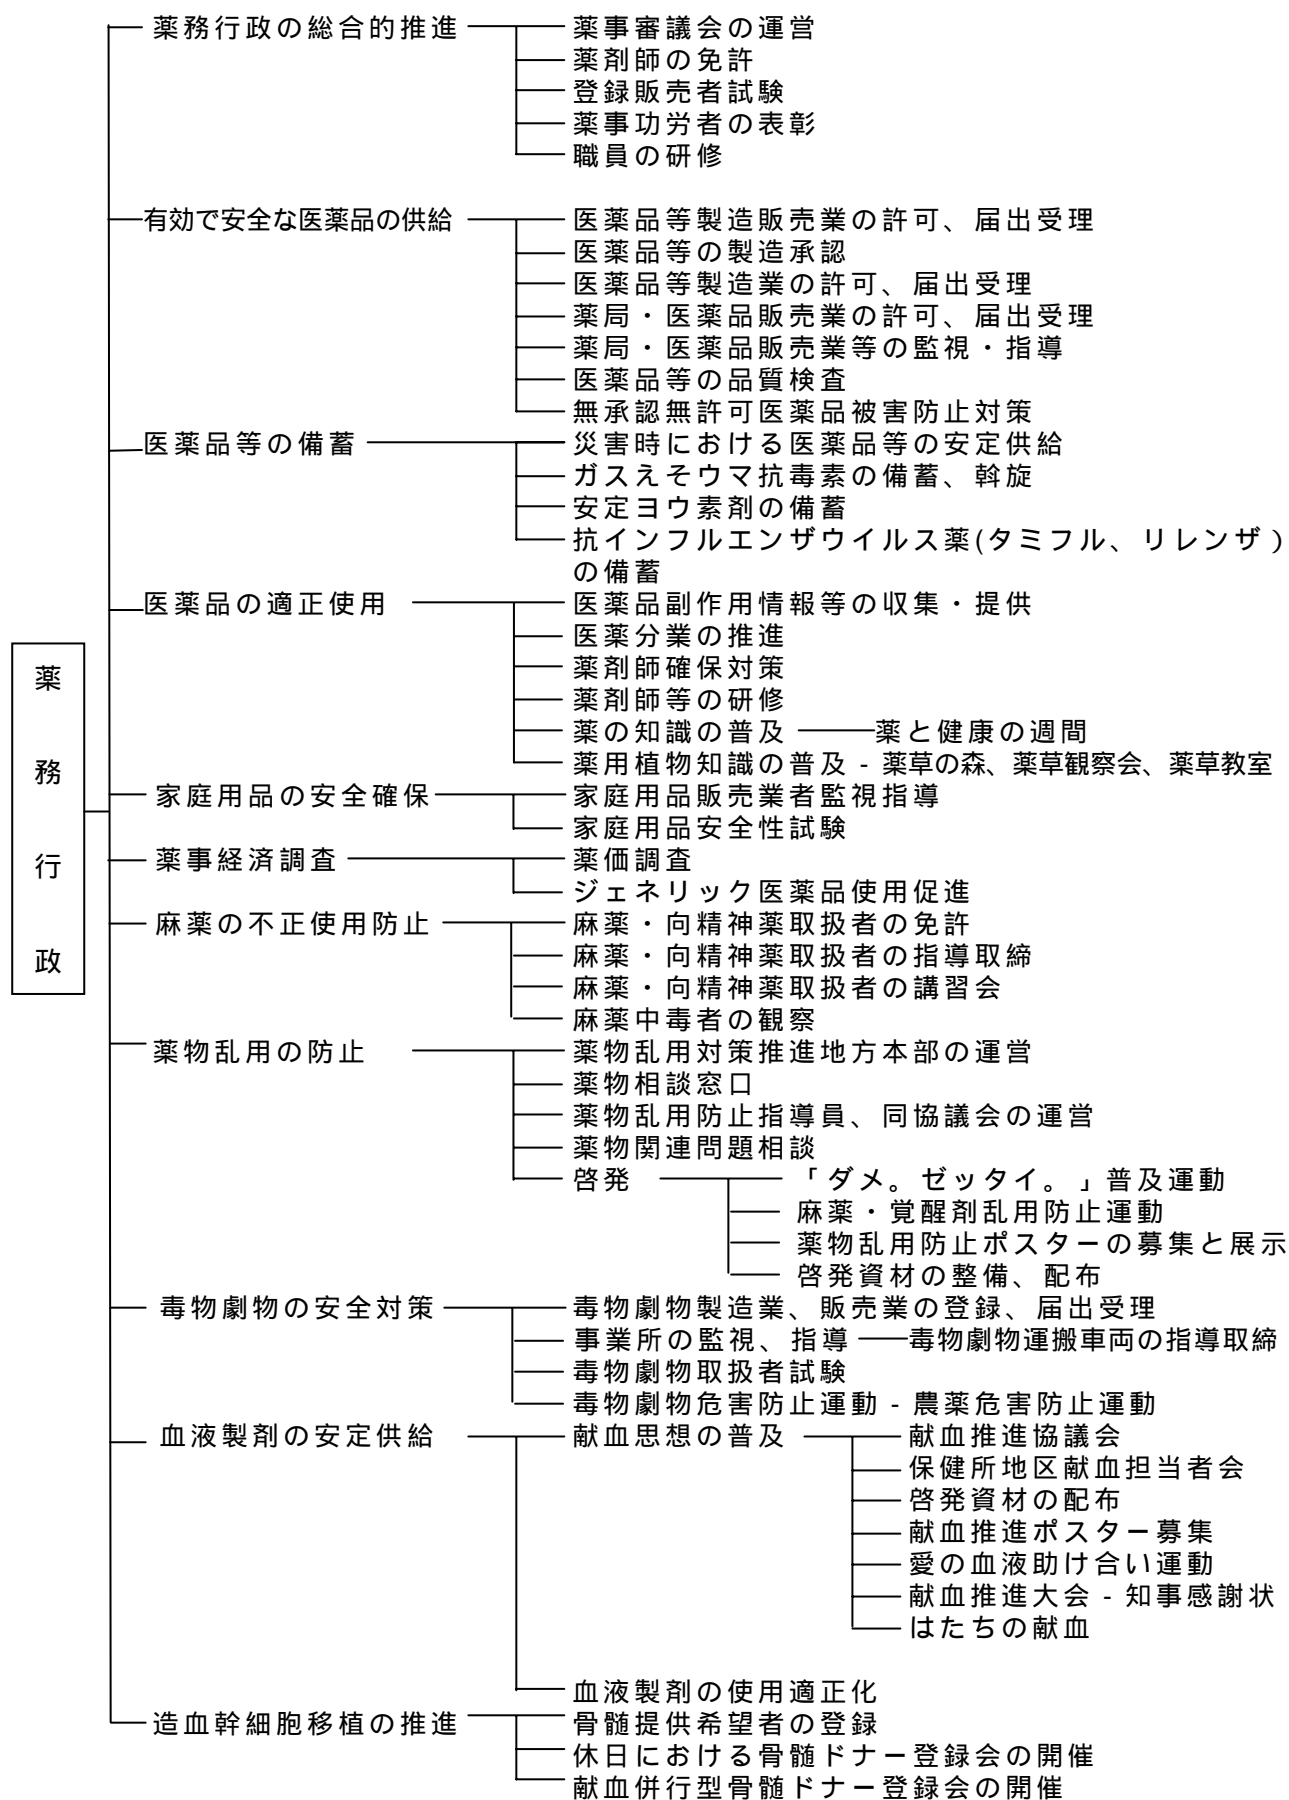 薬務行政
薬務行政の総合的推進
薬事審議会の運営
薬剤師の免許
登録販売者試験
薬事功労者の表彰
職員の研修
有効で安全な医薬品の供給
医薬品等製造販売業の許可、届出受理
医薬品等の製造承認
医薬品等製造業の許可、届出受理
薬局・医薬品販売業の許可、届出受理
薬局・医薬品販売業等の監視・指導
医薬品等の品質検査
無承認無許可医薬品被害防止対策
医薬品等の備蓄
災害時における医薬品等の安定供給
ガスえそウマ抗毒素の備蓄、斡旋
安定ヨウ素剤の備蓄
抗インフルエンザウイルス薬(タミフル、リレンザ)
の備蓄
医薬品の適正使用
医薬品副作用情報等の収集・提供
医薬分業の推進
薬剤師確保対策
薬剤師等の研修
薬の知識の普及 薬と健康の週間
薬用植物知識の普及 - 薬草の森、薬草観察会、薬草教室
家庭用品の安全確保
家庭用品販売業者監視指導
家庭用品安全性試験
薬事経済調査
薬価調査
ジェネリック医薬品使用促進
麻薬の不正使用防止
麻薬・向精神薬取扱者の免許
麻薬・向精神薬取扱者の指導取締
麻薬・向精神薬取扱者の講習会
麻薬中毒者の観察
薬物乱用の防止
薬物乱用対策推進地方本部の運営
薬物相談窓口
薬物乱用防止指導員、同協議会の運営
薬物関連問題相談
啓発
「ダメ。ゼッタイ。」普及運動
麻薬・覚醒剤乱用防止運動
薬物乱用防止ポスターの募集と展示
啓発資材の整備、配布
毒物劇物の安全対策
毒物劇物製造業、販売業の登録、届出受理
事業所の監視、指導 毒物劇物運搬車両の指導取締
毒物劇物取扱者試験
毒物劇物危害防止運動 - 農薬危害防止運動
血液製剤の安定供給
献血思想の普及
献血推進協議会
保健所地区献血担当者会
啓発資材の配布
献血推進ポスター募集
愛の血液助け合い運動
献血推進大会 - 知事感謝状
はたちの献血
血液製剤の使用適正化
造血幹細胞移植の推進
骨髄提供希望者の登録
休日における骨髄ドナー登録会の開催
献血併行型骨髄ドナー登録会の開催